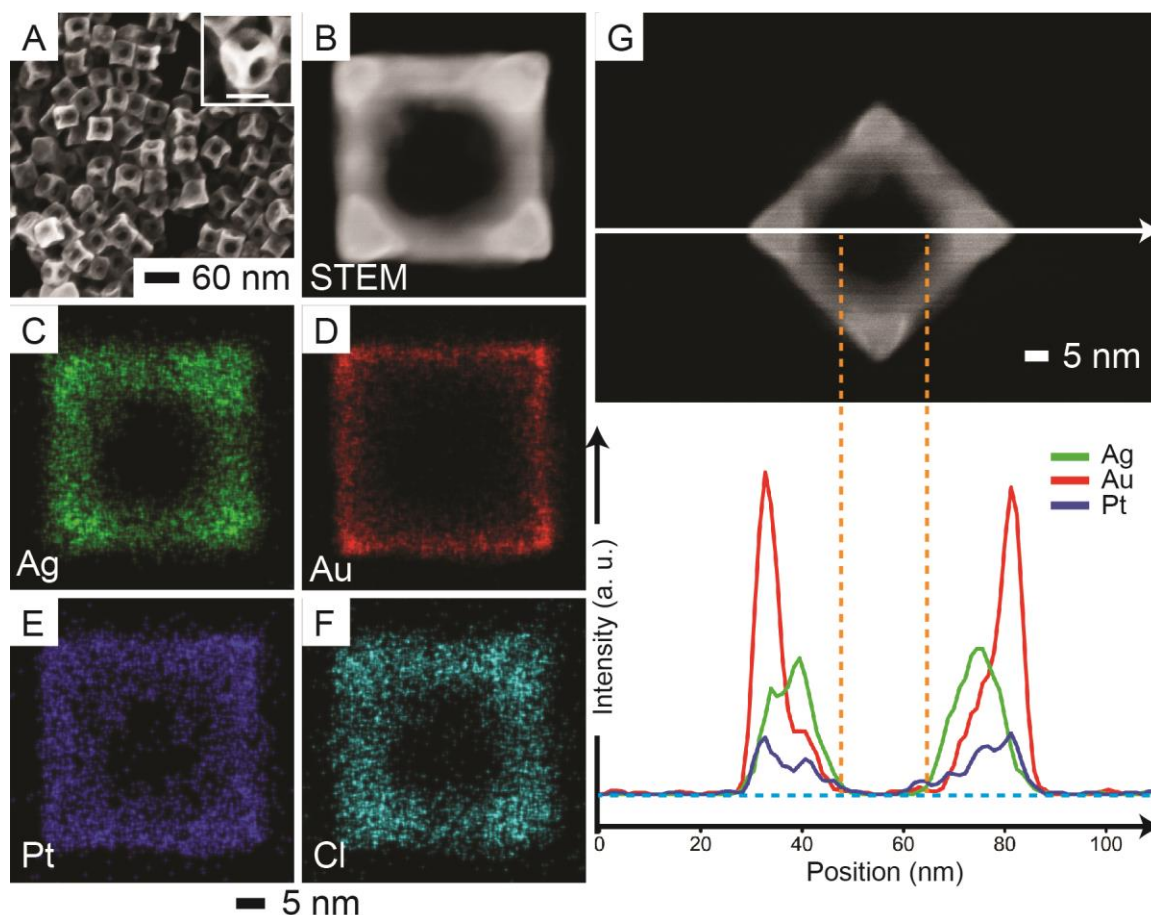 A
60 nm
B
STEM
C
Ag
D
Au
E
Pt
F
Cl
5 nm
G
5 nm
Ag
Au
Pt
Intensity (a. u.)
0 20 40 60 80 100
Position (nm)